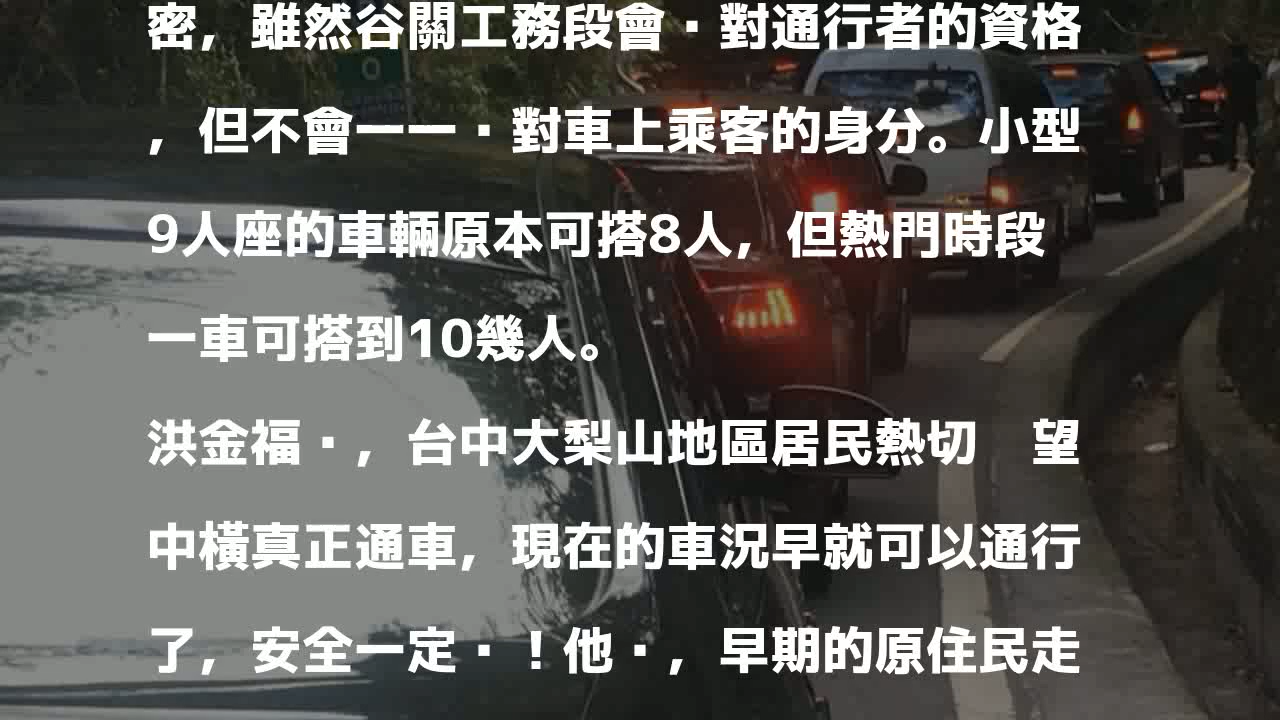 密，雖然谷關工務段會·對通行者的資格
，但不會一一·對車上乘客的身分。小型
9人座的車輛原本可搭8人，但熱門時段
一車可搭到10幾人。
洪金福·，台中大梨山地區居民熱切　望
中橫真正通車，現在的車況早就可以通行
了，安全一定·！他·，早期的原住民走